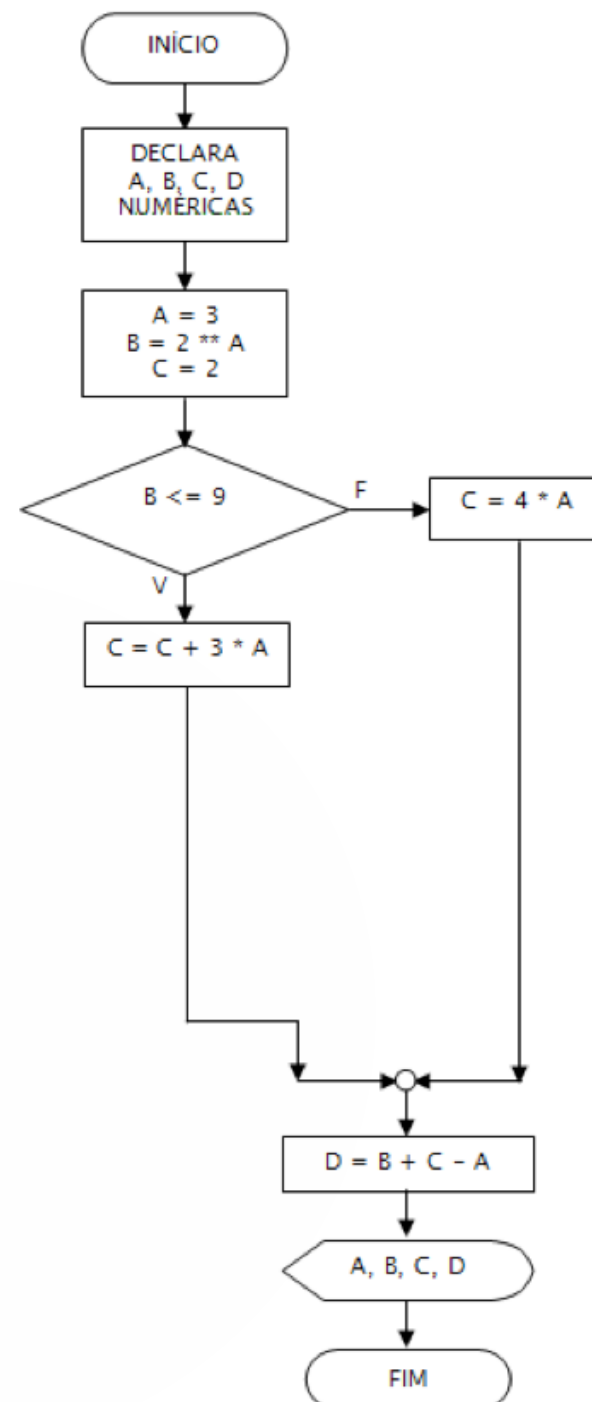 INÍCIO
DECLARA
A, B, C, D
NUMÉRICAS
A = 3
B = 2 ** A
C = 2
B <= 9
F
C = 4 * A
V
C = C + 3 * A
D = B + C – A
A, B, C, D
FIM